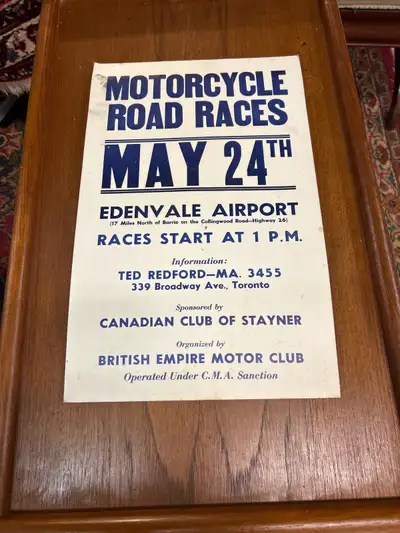 MOTORCYCLE
ROAD RACES
MAY 24TH
EDENVALE AIRPORT
(17 Miles North of Barrie on the Collingwood Road—Highway 26)
RACES START AT 1 P.M.
Information:
TED REDFORD—MA. 3455
339 Broadway Ave., Toronto
Sponsored by
CANADIAN CLUB OF STAYNER
Organized by
BRITISH EMPIRE MOTOR CLUB
Operated Under C.M.A. Sanction